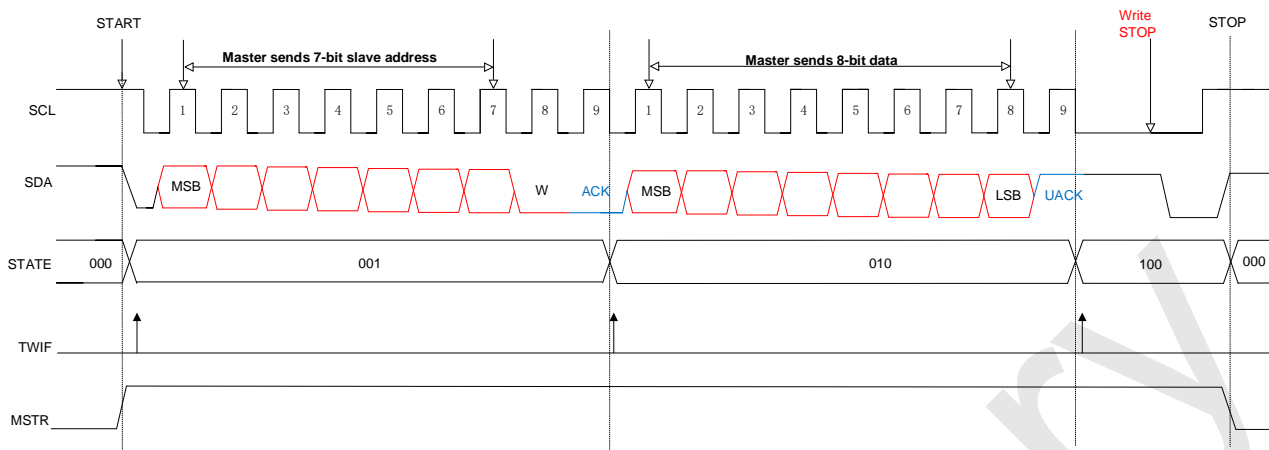 START
Write
STOP
STOP
Master sends 7-bit slave address
Master sends 8-bit data
SCL
1 2 3 4 5 6 7 8 9 1 2 3 4 5 6 7 8 9
SDA
MSB W ACK MSB LSB UACK
STATE
000 001 010 100 000
TWIF
MSTR
ry